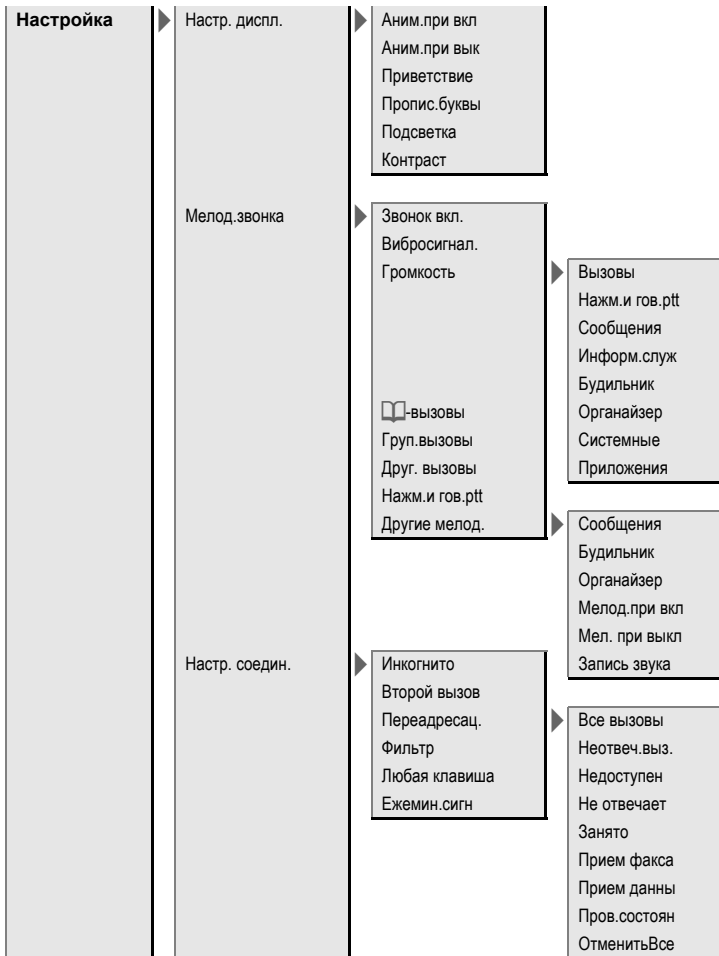 Настройка
Настр. диспл.
Аним.при вкл
Аним.при вык
Приветствие
Пропис.буквы
Подсветка
Контраст
Мелод.звонка
Звонок вкл.
Вибросигнал.
Громкость
Вызовы
Нажм.и гов.ptt
Сообщения
Информ.служ
Будильник
Органайзер
Системные
Приложения
-вызовы
Груп.вызовы
Друг. вызовы
Нажм.и гов.ptt
Другие мелод.
Сообщения
Будильник
Органайзер
Мелод.при вкл
Мел. при выкл
Запись звука
Настр. соедин.
Инкогнито
Второй вызов
Переадресац.
Фильтр
Любая клавиша
Ежемин.сигн
Все вызовы
Неотвеч.выз.
Недоступен
Не отвечает
Занято
Прием факса
Прием данны
Пров.состоян
ОтменитьВсе